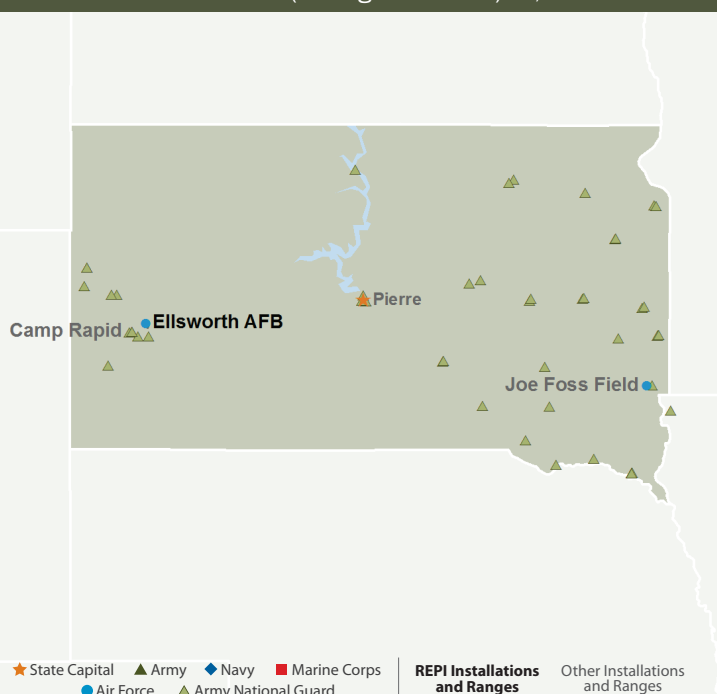 Pierre
Ellsworth AFB
Camp Rapid
Joe Foss Field
State Capital
Army
Navy
Marine Corps
Air Force
Army National Guard
REPI Installations
and Ranges
Other Installations
and Ranges